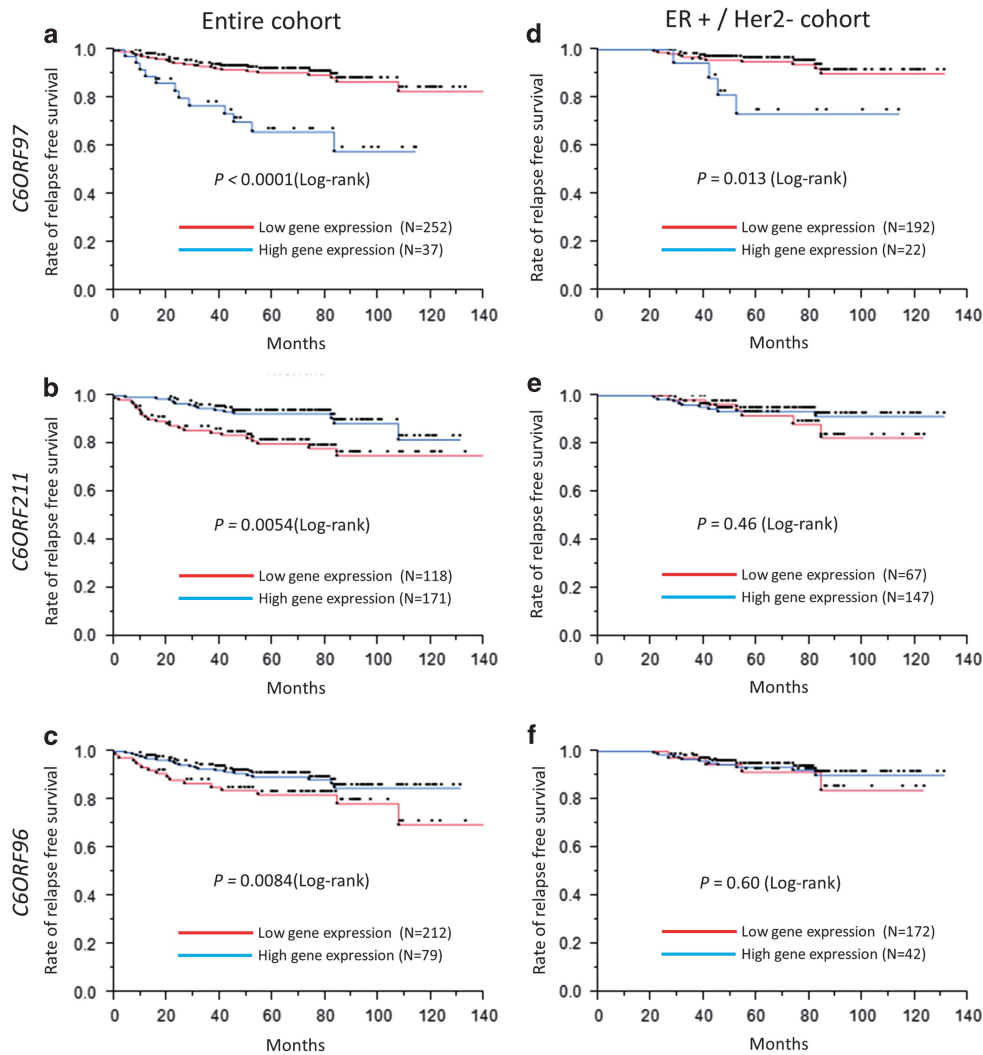 Entire cohort
ER + / Her2- cohort
a
C6ORF97
Rate of relapse free survival
1.0
0.8
0.6
0.4
0.2
0.0
P < 0.0001(Log-rank)
Low gene expression (N=252)
High gene expression (N=37)
0 20 40 60 80 100 120 140
Months
d
Rate of relapse free survival
1.0
0.8
0.6
0.4
0.2
0.0
P = 0.013 (Log-rank)
Low gene expression (N=192)
High gene expression (N=22)
0 20 40 60 80 100 120 140
Months
b
C6ORF211
Rate of relapse free survival
1.0
0.8
0.6
0.4
0.2
0.0
P = 0.0054(Log-rank)
Low gene expression (N=118)
High gene expression (N=171)
0 20 40 60 80 100 120 140
Months
e
Rate of relapse free survival
1.0
0.8
0.6
0.4
0.2
0.0
P = 0.46 (Log-rank)
Low gene expression (N=67)
High gene expression (N=147)
0 20 40 60 80 100 120 140
Months
c
C6ORF96
Rate of relapse free survival
1.0
0.8
0.6
0.4
0.2
0.0
P = 0.0084(Log-rank)
Low gene expression (N=212)
High gene expression (N=79)
0 20 40 60 80 100 120 140
Months
f
Rate of relapse free survival
1.0
0.8
0.6
0.4
0.2
0.0
P = 0.60 (Log-rank)
Low gene expression (N=172)
High gene expression (N=42)
0 20 40 60 80 100 120 140
Months